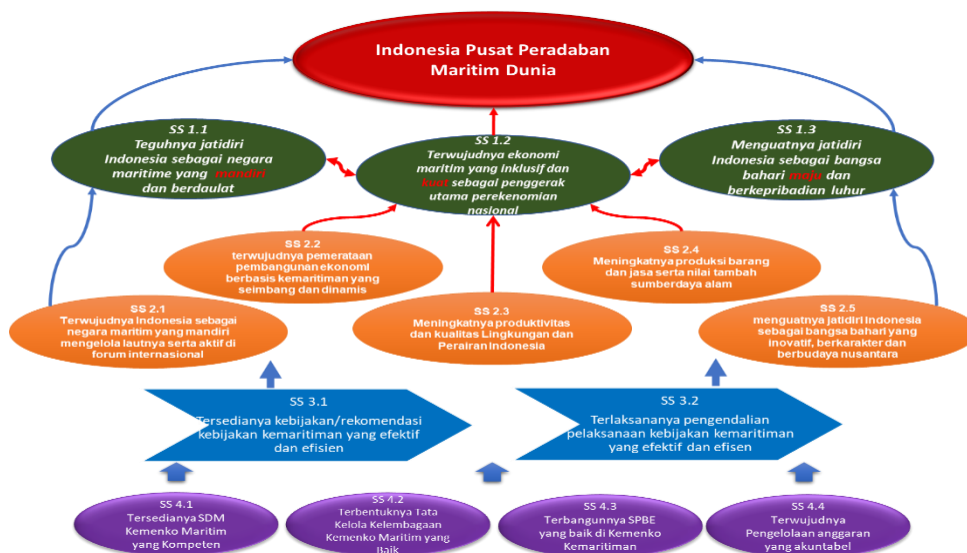 Indonesia Pusat Peradaban
Maritim Dunia
SS 1.1
Teguhnya jatidiri
Indonesia sebagai negara
maritime yang mandiri
dan berdaulat
SS 1.2
Terwujudnya ekonomi
maritim yang Inklusif dan
kuat sebagai penggerak
utama perekenomian
nasional
SS 1.3
Menguatnya jatidiri
Indonesia sebagai bangsa
bahari maju dan
berkepribadian luhur
SS 2.2
terwujudnya pemerataan
pembangunan ekonomi
berbasis kemaritiman yang
seimbang dan dinamis
SS 2.4
Meningkatnya produksi barang
dan jasa serta nilai tambah
sumberdaya alam
SS 2.1
Terwujudnya Indonesia sebagai
negara maritim yang mandiri
mengelola lautnya serta aktif di
forum internasional
SS 2.3
Meningkatnya produktivitas
dan kualitas Lingkungan dan
Perairan Indonesia
SS 2.5
menguatnya jatidiri Indonesia
sebagai bangsa bahari yang
inovatif, berkarakter dan
berbudaya nusantara
SS 3.1
Tersedianya kebijakan/rekomendasi
kebijakan kemaritiman yang efektif
dan efisien
SS 3.2
Terlaksananya pengendalian
pelaksanaan kebijakan kemaritiman
yang efektif dan efisen
SS 4.1
Tersedianya SDM
Kemenko Maritim
yang Kompeten
SS 4.2
Terbentuknya Tata
Kelola Kelembagaan
Kemenko Maritim yang
Baik
SS 4.3
Terbangunnya SPBE
yang baik di Kemenko
Kemaritiman
SS 4.4
Terwujudnya
Pengelolaan anggaran
yang akuntabel